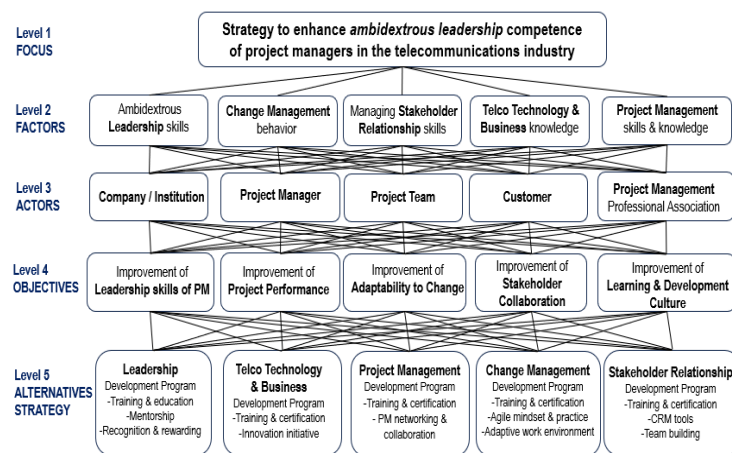 Level 1
FOCUS
Strategy to enhance ambidextrous leadership competence
of project managers in the telecommunications industry
Level 2
FACTORS
Ambidextrous
Leadership skills
Change Management
behavior
Managing Stakeholder
Relationship skills
Telco Technology &
Business knowledge
Project Management
skills & knowledge
Level 3
ACTORS
Company / Institution
Project Manager
Project Team
Customer
Project Management
Professional Association
Level 4
OBJECTIVES
Improvement of
Leadership skills of PM
Improvement of
Project Performance
Improvement of
Adaptability to Change
Improvement of
Stakeholder
Collaboration
Improvement of
Learning & Development
Culture
Level 5
ALTERNATIVES
STRATEGY
Leadership
Development Program
-Training & education
-Mentorship
-Recognition & rewarding
Telco Technology
& Business
Development Program
-Training & certification
-Innovation initiative
Project Management
Development Program
-Training & certification
-PM networking &
collaboration
Change Management
Development Program
-Training & certification
-Agile mindset & practice
-Adaptive work environment
Stakeholder Relationship
Development Program
-Training & certification
-CRM tools
-Team building